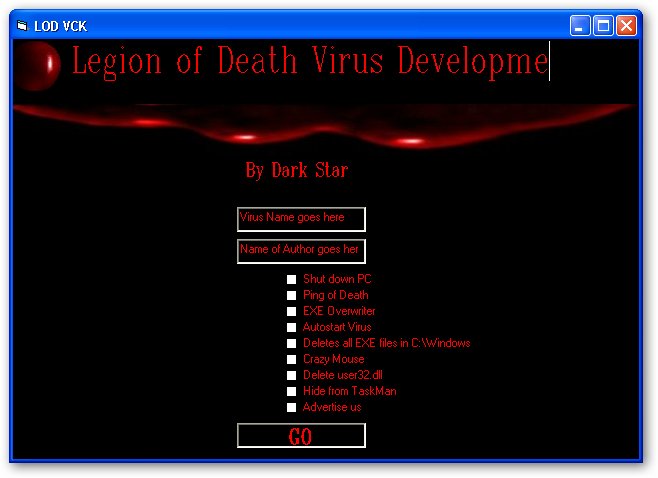 LOD VCK
Legion of Death Virus Developme
By Dark Star
Virus Name goes here
Name of Author goes her
Shut down PC
Ping of Death
EXE Overwriter
Autostart Virus
Deletes all EXE files in C:\Windows
Crazy Mouse
Delete user32.dll
Hide from TaskMan
Advertise us
GO